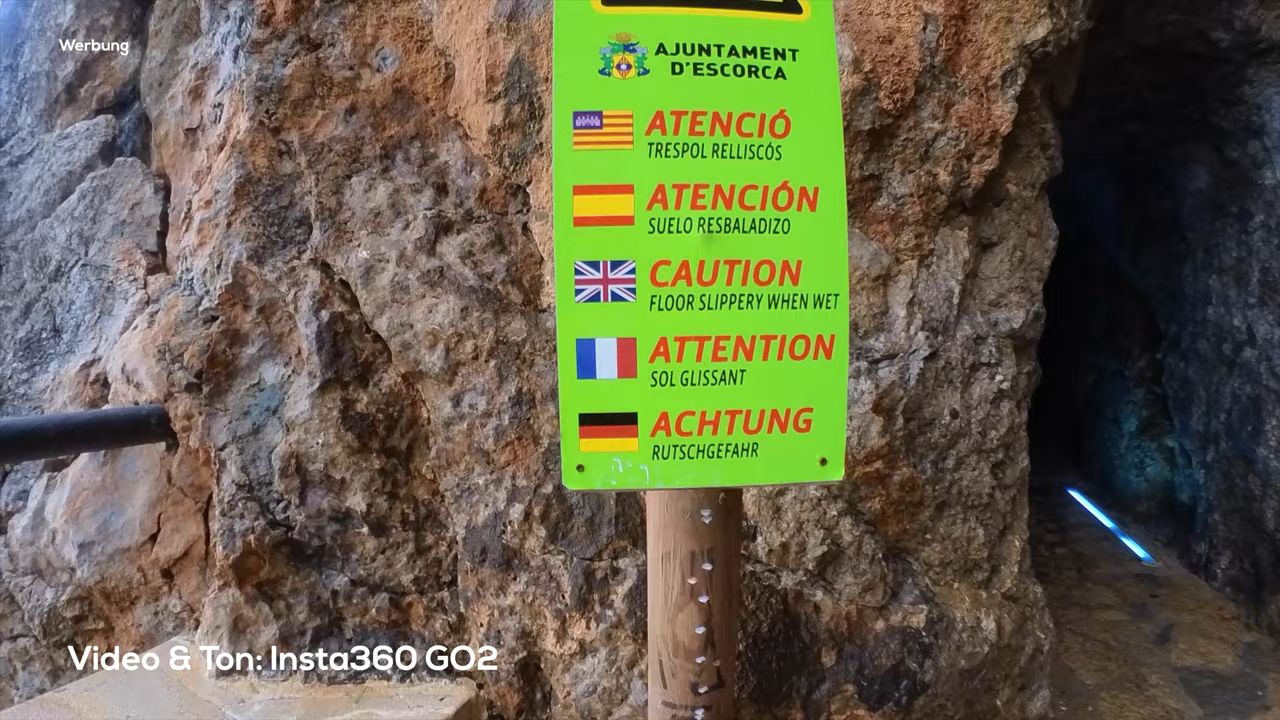 Werbung
AJUNTAMENT
D'ESCORCA
ATENCIÓ
TRESPOL RELLISCÓS
ATENCIÓN
SUELO RESBALADIZO
CAUTION
FLOOR SLIPPERY WHEN WET
ATTENTION
SOL GLISSANT
ACHTUNG
RUTSCHGEFAHR
Video & Ton: Insta360 GO2